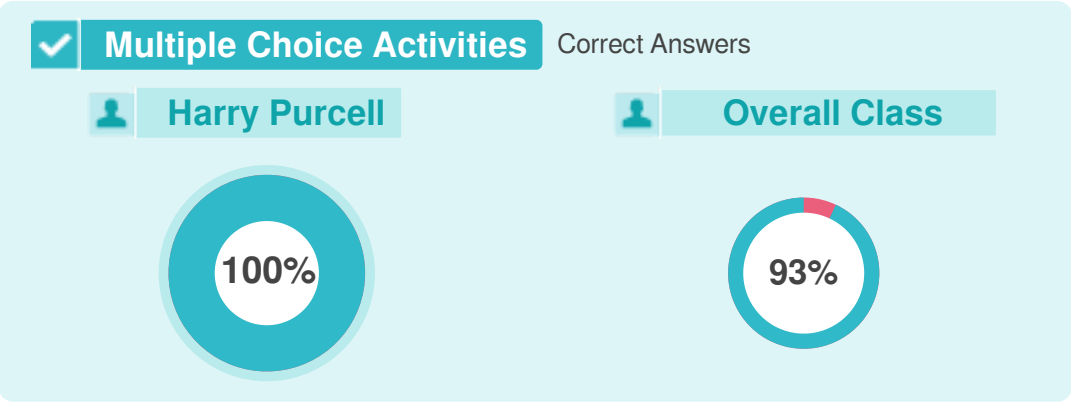 Multiple Choice Activities Correct Answers
Harry Purcell
Overall Class
100%
93%